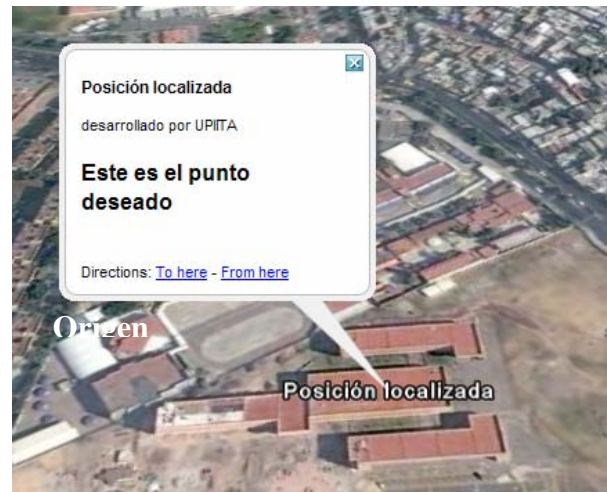 Posición localizada
desarrollado por UPIITA
Este es el punto
deseado
Directions: To here - From here
Origen
Posición localizada